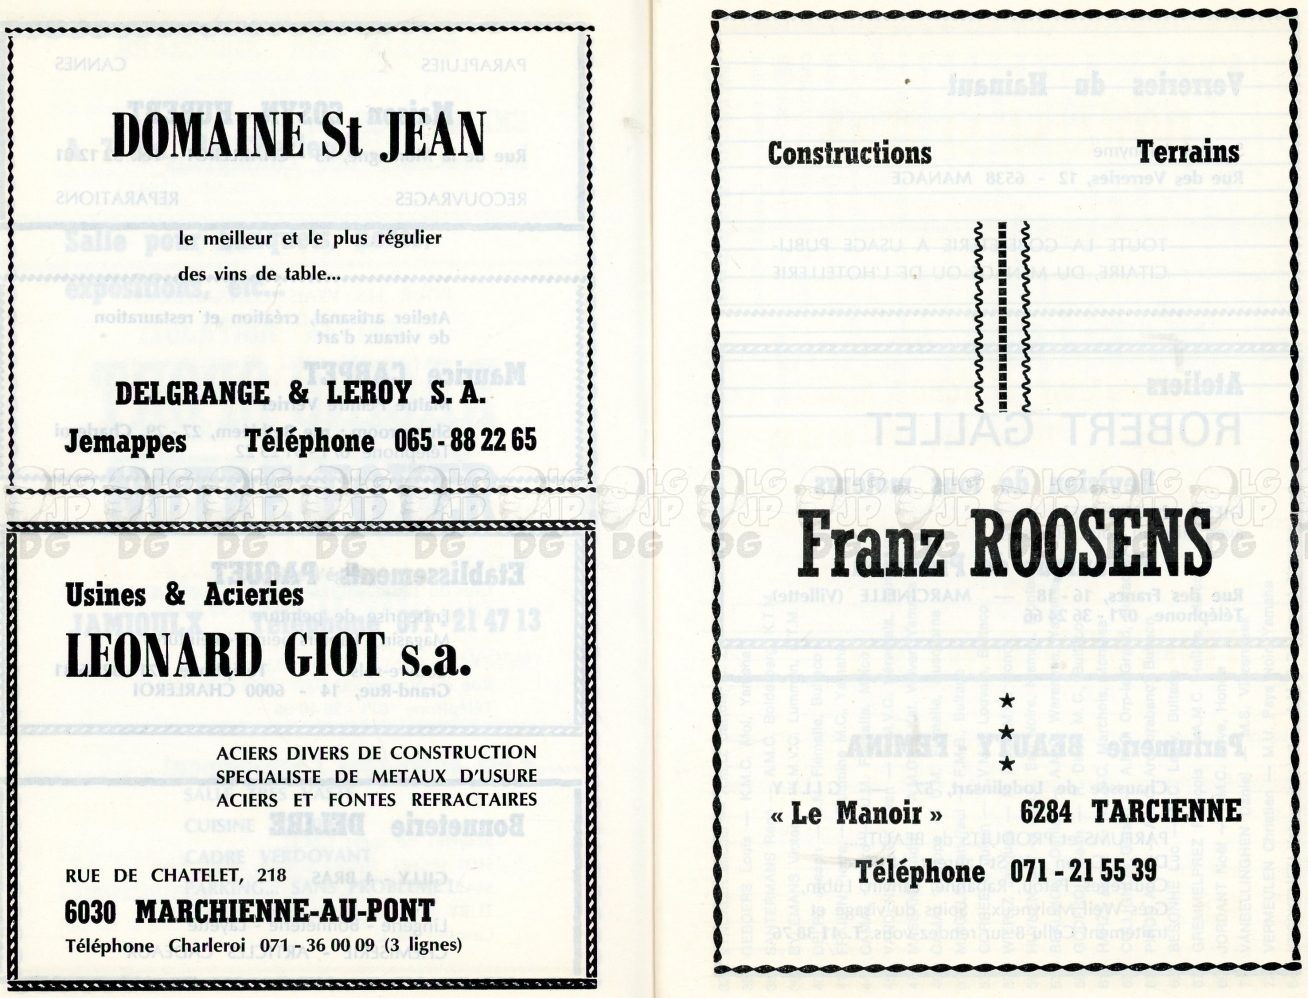 DOMAINE St JEAN
le meilleur et le plus régulier
des vins de table...
DELGRANGE & LEROY S. A.
Jemappes Téléphone 065 - 88 22 65
Usines & Acieries
LEONARD GIOT s.a.
ACIERS DIVERS DE CONSTRUCTION
SPECIALISTE DE METAUX D'USURE
ACIERS ET FONTES REFRACTAIRES
RUE DE CHATELET, 218
6030 MARCHIENNE-AU-PONT
Téléphone Charleroi 071 - 36 00 09 (3 lignes)
Constructions Terrains
Franz ROOSENS
« Le Manoir » 6284 TARCIENNE
Téléphone 071 - 21 55 39